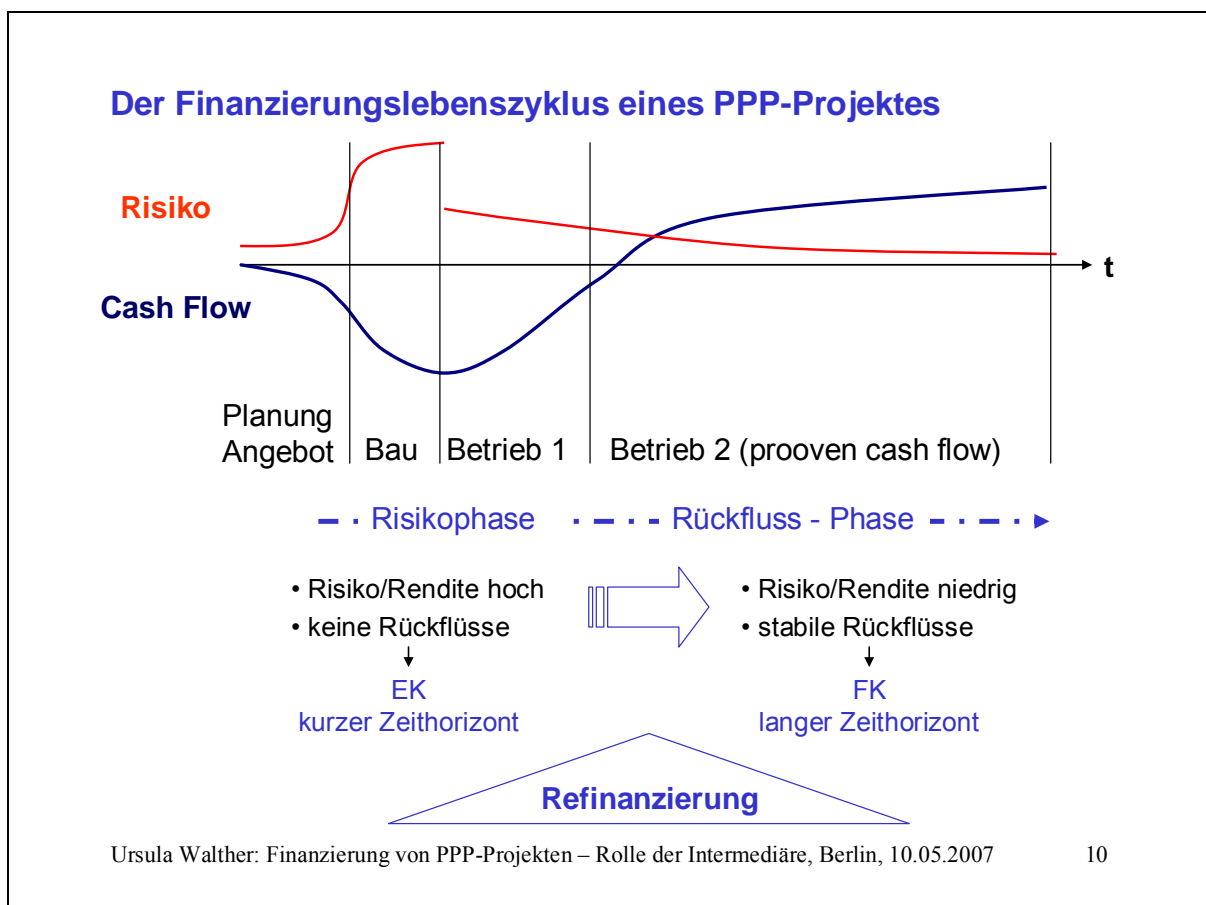 Der Finanzierungslebenszyklus eines PPP-Projektes
Risiko
t
Cash Flow
Planung
Angebot
Bau
Betrieb 1
Betrieb 2 (prooven cash flow)
Risikophase
Rückfluss - Phase
• Risiko/Rendite hoch
• keine Rückflüsse
EK
kurzer Zeithorizont
• Risiko/Rendite niedrig
• stabile Rückflüsse
FK
langer Zeithorizont
Refinanzierung
Ursula Walther: Finanzierung von PPP-Projekten – Rolle der Intermediäre, Berlin, 10.05.2007 10